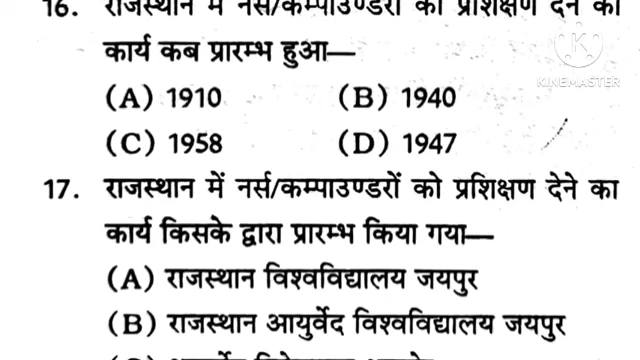 16. राजस्थान में नर्स/कम्पाउण्डरों को प्रशिक्षण देने का
कार्य कब प्रारम्भ हुआ—
KINEMASTER
(A) 1910 (B) 1940
(C) 1958 (D) 1947
17. राजस्थान में नर्स/कम्पाउण्डरों को प्रशिक्षण देने का
कार्य किसके द्वारा प्रारम्भ किया गया—
(A) राजस्थान विश्वविद्यालय जयपुर
(B) राजस्थान आयुर्वेद विश्वविद्यालय जयपुर